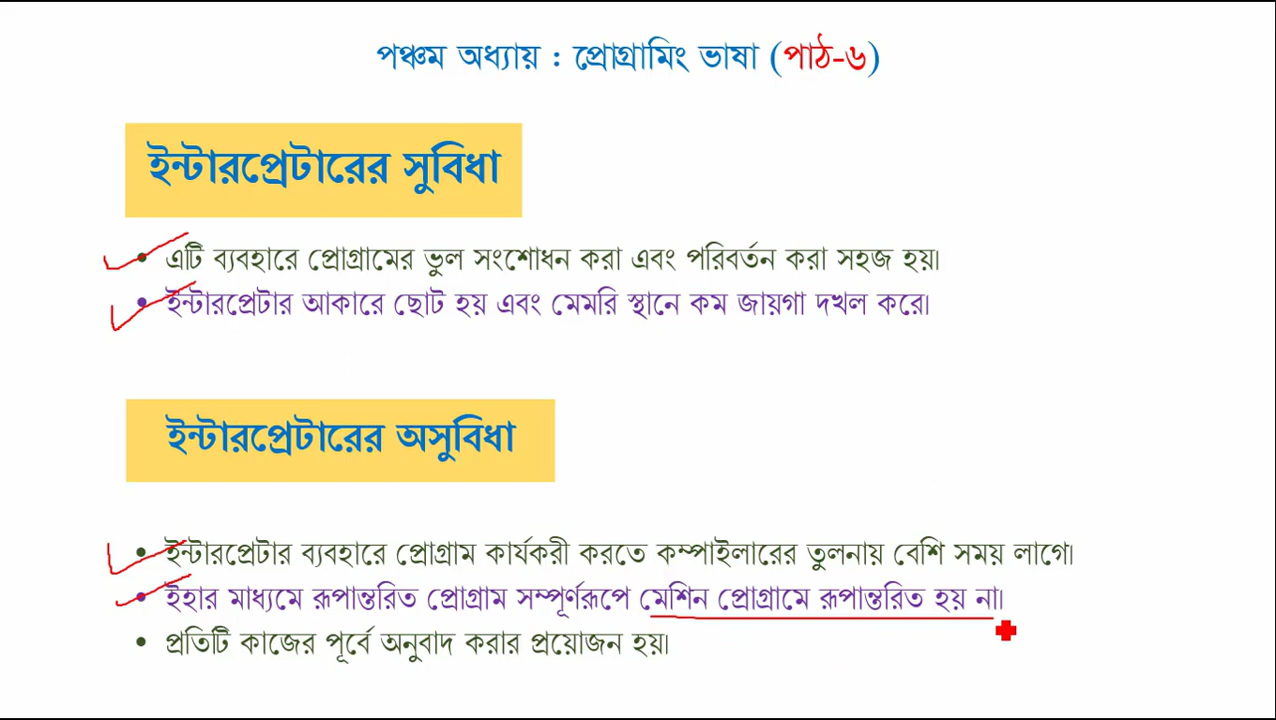 পঞ্চম অধ্যায় : প্রোগ্রামিং ভাষা (পাঠ-৬)
ইন্টারপ্রেটারের সুবিধা
• এটি ব্যবহারে প্রোগ্রামের ভুল সংশোধন করা এবং পরিবর্তন করা সহজ হয়।
• ইন্টারপ্রেটার আকারে ছোট হয় এবং মেমরি স্থানে কম জায়গা দখল করে।
ইন্টারপ্রেটারের অসুবিধা
• ইন্টারপ্রেটার ব্যবহারে প্রোগ্রাম কার্যকরী করতে কম্পাইলারের তুলনায় বেশি সময় লাগে।
• ইহার মাধ্যমে রূপান্তরিত প্রোগ্রাম সম্পূর্ণরূপে মেশিন প্রোগ্রামে রূপান্তরিত হয় না।
• প্রতিটি কাজের পূর্বে অনুবাদ করার প্রয়োজন হয়।